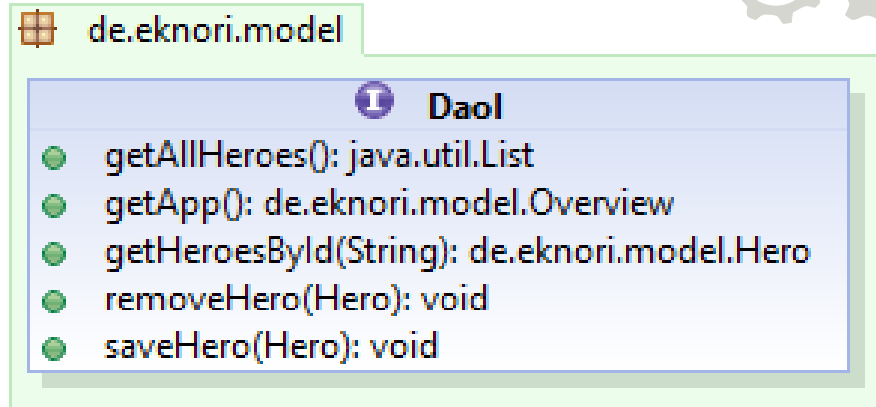 de.eknori.model
I DaoI
getAllHeroes(): java.util.List
getApp(): de.eknori.model.Overview
getHeroesById(String): de.eknori.model.Hero
removeHero(Hero): void
saveHero(Hero): void